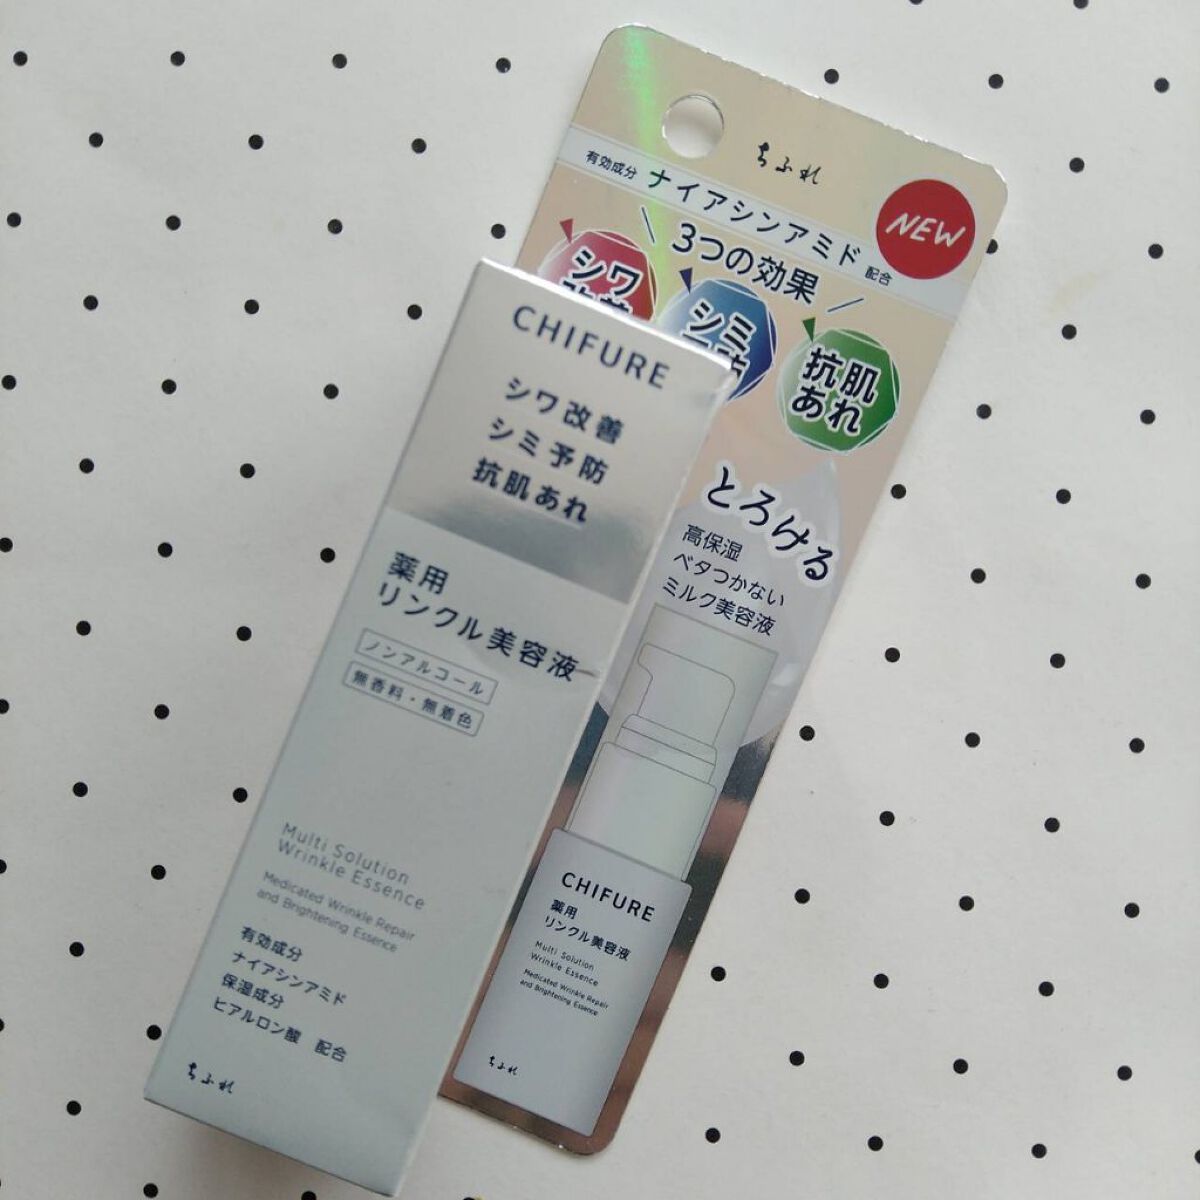 ちふれ
有効成分 ナイアシンアミド 配合
NEW
3つの効果
シワ
シミ
抗肌
あれ
とろける
高保湿
ベタつかない
ミルク美容液
CHIFURE
薬用
リンクル美容液
Multi Solution
Wrinkle Essence
Medicated Wrinkle Repair
and Brightening Essence
ちふれ
CHIFURE
シワ改善
シミ予防
抗肌あれ
薬用
リンクル美容液
ノンアルコール
無香料・無着色
Multi Solution
Wrinkle Essence
Medicated Wrinkle Repair
and Brightening Essence
有効成分
ナイアシンアミド
保湿成分
ヒアルロン酸 配合
ちふれ